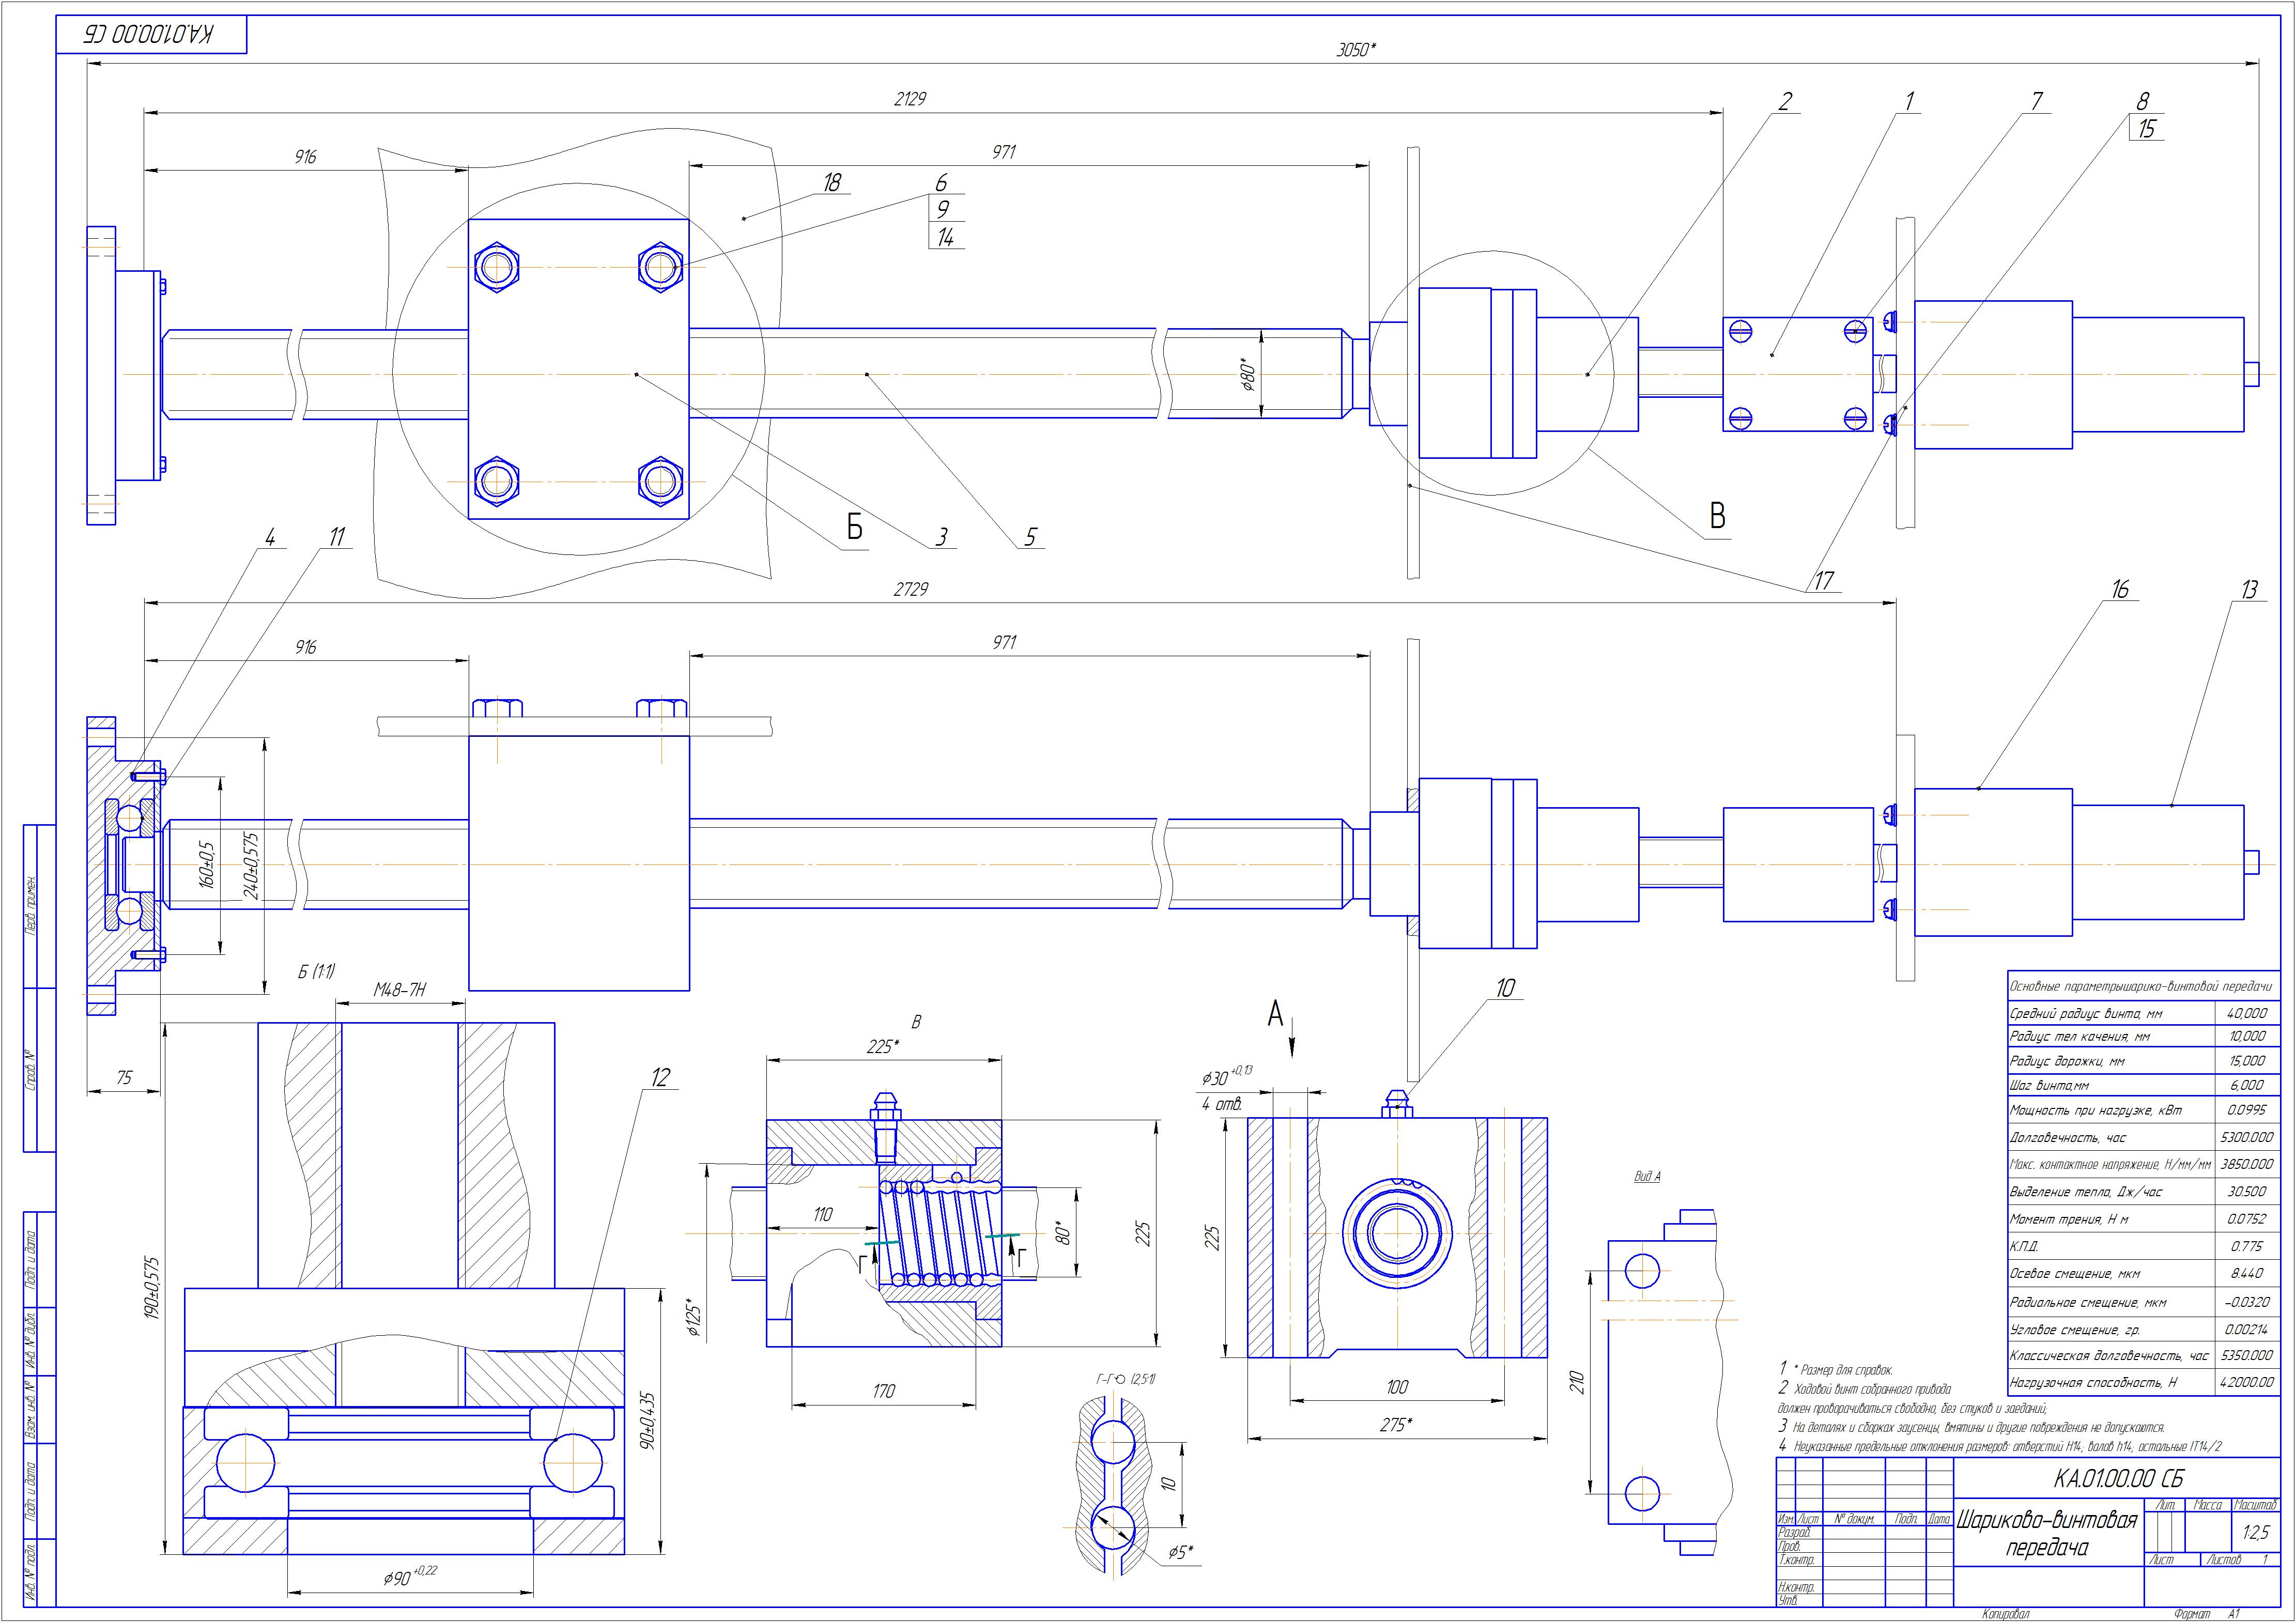 КА.01.00.00 СБ
3050*
2129
916
971
18
6
9
14
2
1
7
8
15
ϕ80*
Б
3
5
В
17
4
11
2729
916
971
16
13
160±0,5
240±0,575
75
Б (1:1)
М48-7Н
12
190±0,575
90±0,435
ϕ90 +0,22
В
225*
110
80*
225
ϕ125*
170
Г
Г
А
10
ϕ30 +0,13
4 отв.
225
100
275*
Г-Г (2,5:1)
10
ϕ5*
Вид А
210
Основные параметрышарико-винтовой передачи
Средний радиус винта, мм 40,000
Радиус тел качения, мм 10,000
Радиус дорожки, мм 15,000
Шаг винта,мм 6,000
Мощность при нагрузке, кВт 0.0995
Долговечность, час 5300.000
Макс. контактное напряжение, Н/мм/мм 3850.000
Выделение тепла, Дж/час 30.500
Момент трения, Н м 0.0752
К.П.Д. 0.775
Осевое смещение, мкм 8.440
Радиальное смещение, мкм -0.0320
Угловое смещение, гр. 0.00214
Классическая долговечность, час 5350.000
Нагрузочная способность, Н 42000.00
1 * Размер для справок.
2 Ходовой винт собранного привода
должен проворачиваться свободно, без стуков и заеданий;
3 На деталях и сборках заусенцы, вмятины и другие повреждения не допускаются.
4 Неуказанные предельные отклонения размеров: отверстий Н14, валов h14, остальные IT14/2
КА.01.00.00 СБ
Шариково-винтовая
передача
Лит. Масса Масштаб
1:2,5
Лист Листов 1
Изм. Лист № докум. Подп. Дата
Разраб.
Пров.
Т.контр.
Н.контр.
Утв.
Копировал Формат А1
Перв. примен.
Справ. №
Подп. и дата
Инв. № дубл.
Взам. инв. №
Подп. и дата
Инв. № подл.